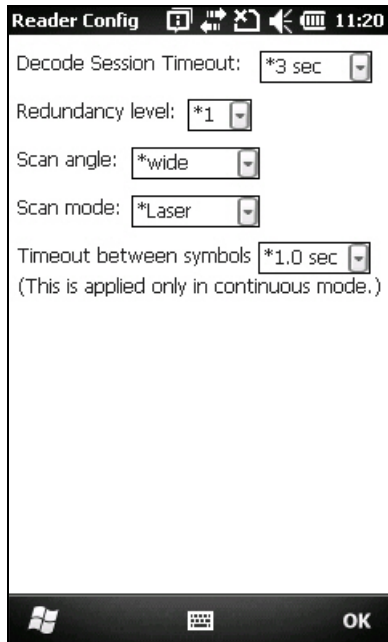 Reader Config 11:20
Decode Session Timeout: *3 sec
Redundancy level: *1
Scan angle: *wide
Scan mode: *Laser
Timeout between symbols *1.0 sec
(This is applied only in continuous mode.)
OK